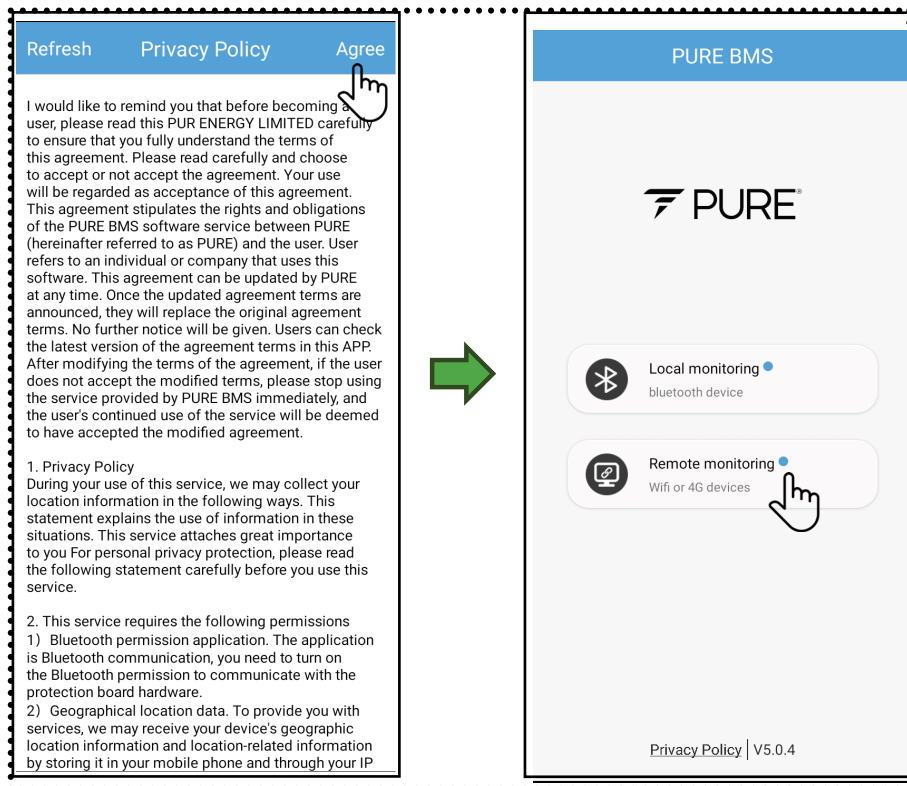 Refresh Privacy Policy Agree
I would like to remind you that before becoming a
user, please read this PUR ENERGY LIMITED carefully
to ensure that you fully understand the terms of
this agreement. Please read carefully and choose
to accept or not accept the agreement. Your use
will be regarded as acceptance of this agreement.
This agreement stipulates the rights and obligations
of the PURE BMS software service between PURE
(hereinafter referred to as PURE) and the user. User
refers to an individual or company that uses this
software. This agreement can be updated by PURE
at any time. Once the updated agreement terms are
announced, they will replace the original agreement
terms. No further notice will be given. Users can check
the latest version of the agreement terms in this APP.
After modifying the terms of the agreement, if the user
does not accept the modified terms, please stop using
the service provided by PURE BMS immediately, and
the user's continued use of the service will be deemed
to have accepted the modified agreement.
1. Privacy Policy
During your use of this service, we may collect your
location information in the following ways. This
statement explains the use of information in these
situations. This service attaches great importance
to you For personal privacy protection, please read
the following statement carefully before you use this
service.
2. This service requires the following permissions
1) Bluetooth permission application. The application
is Bluetooth communication, you need to turn on
the Bluetooth permission to communicate with the
protection board hardware.
2) Geographical location data. To provide you with
services, we may receive your device's geographic
location information and location-related information
by storing it in your mobile phone and through your IP
PURE BMS
PURE®
Local monitoring
bluetooth device
Remote monitoring
Wifi or 4G devices
Privacy Policy | V5.0.4